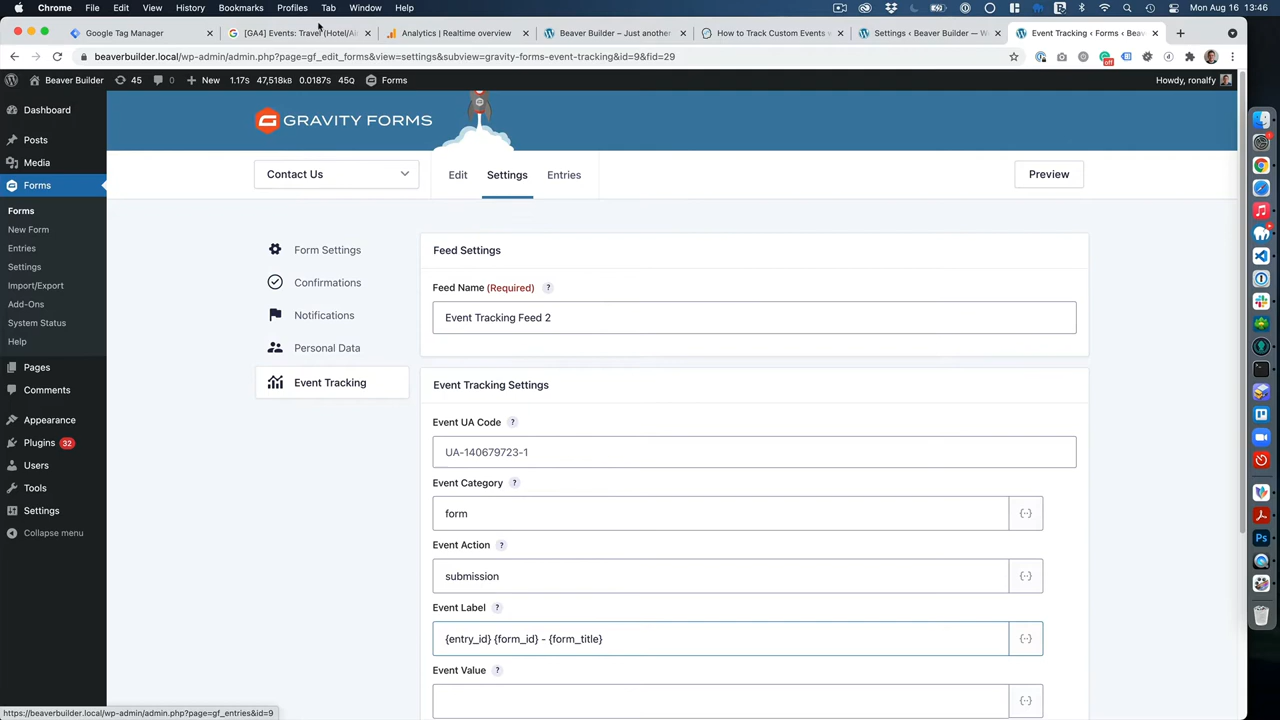 Chrome File Edit View History Bookmarks Profiles Tab Window Help
Mon 16 Aug 13:46
Google Tag Manager
[GA4] Events: Travel (Hotel/Ai
Analytics | Realtime overview
Beaver Builder – Just another
How to Track Custom Events v
Settings ‹ Beaver Builder — W
Event Tracking ‹ Forms ‹ Beav
beaverbuilder.local/wp-admin/admin.php?page=gf_edit_forms&view=settings&subview=gravity-forms-event-tracking&id=9&fid=29
Beaver Builder 45 0 New 1.17s 47,518kB 0.0187s 45Q Forms
Howdy, ronalfy
Dashboard
Posts
Media
Forms
Forms
New Form
Entries
Settings
Import/Export
Add-Ons
System Status
Help
Pages
Comments
Appearance
Plugins 32
Users
Tools
Settings
Collapse menu
GRAVITY FORMS
Contus Us
Edit
Settings
Entries
Preview
Form Settings
Confirmations
Notifications
Personal Data
Event Tracking
Feed Settings
Feed Name (Required) ?
Event Tracking Feed 2
Event Tracking Settings
Event UA Code ?
UA-140679723-1
Event Category ?
form
Event Action ?
submission
Event Label ?
{entry_id} {form_id} - {form_title}
Event Value ?
https://beaverbuilder.local/wp-admin/admin.php?page=gf_entries&id=9